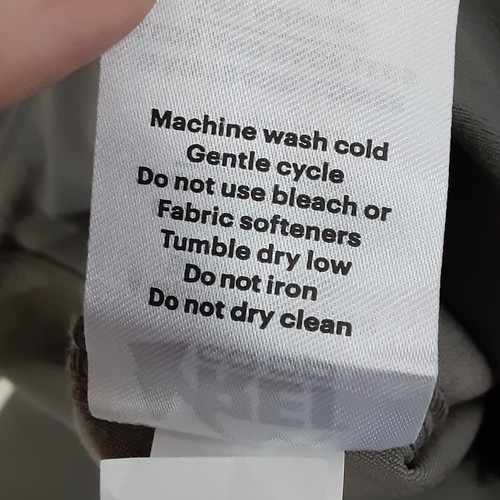 Machine wash cold
Gentle cycle
Do not use bleach or
Fabric softeners
Tumble dry low
Do not iron
Do not dry clean